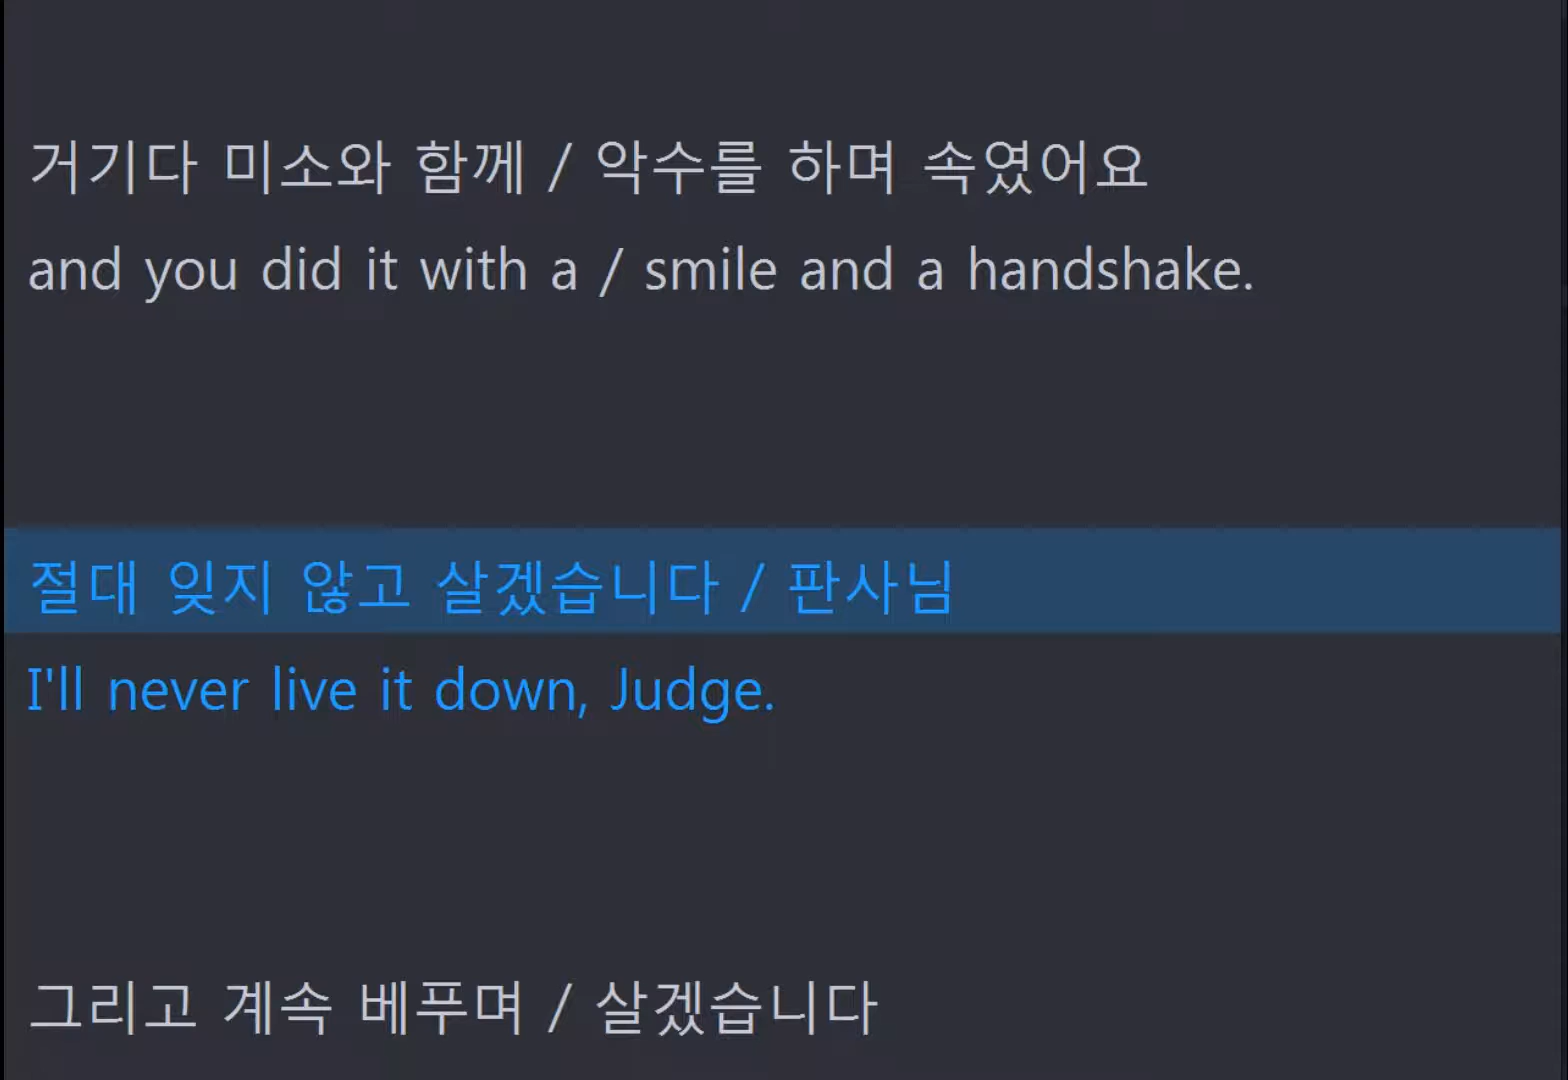 거기다 미소와 함께 / 악수를 하며 속였어요
and you did it with a / smile and a handshake.
절대 잊지 않고 살겠습니다 / 판사님
I'll never live it down, Judge.
그리고 계속 베푸며 / 살겠습니다